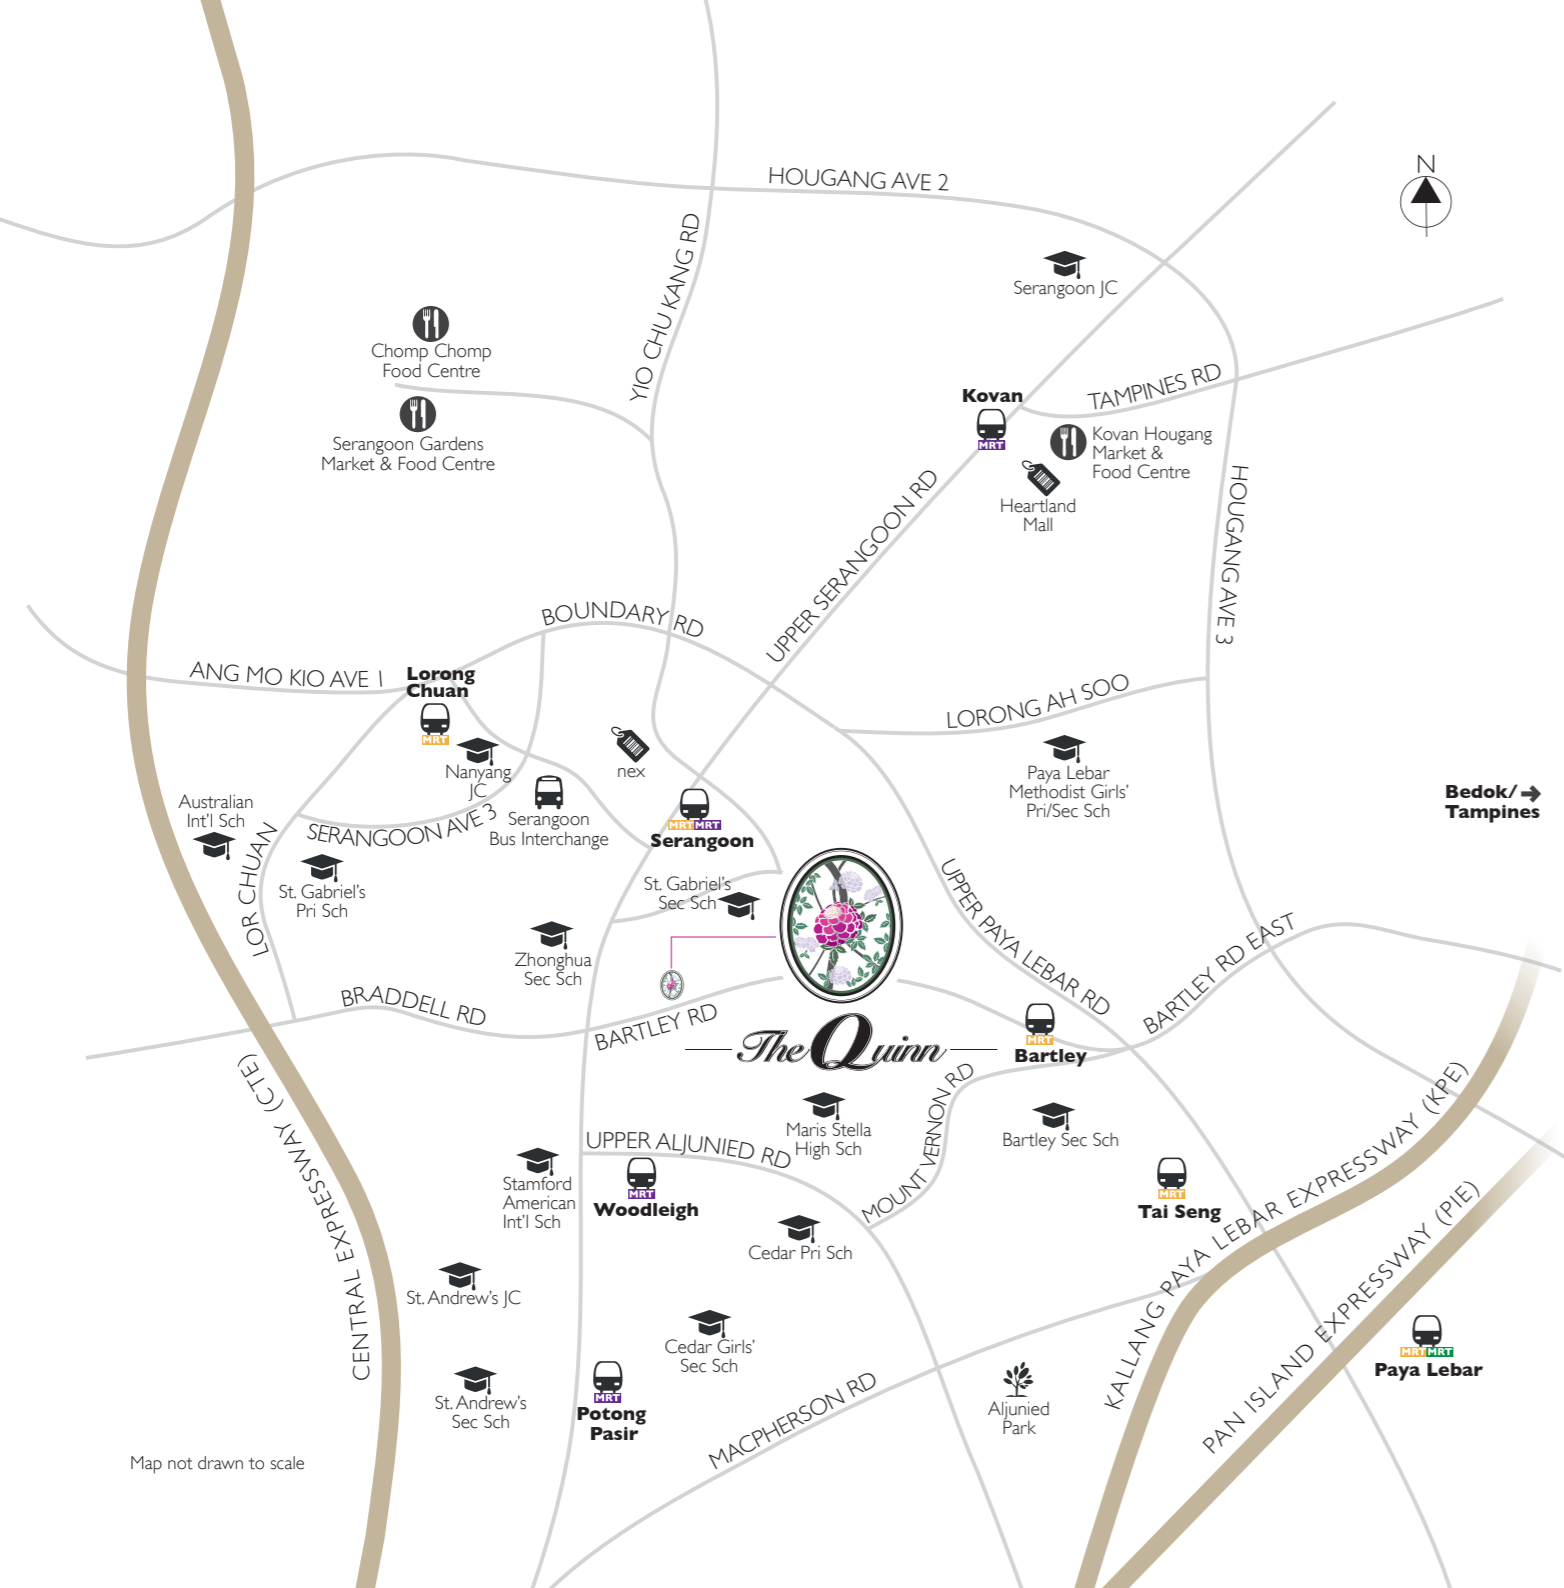 HOUGANG AVE 2
N
YIO CHU KANG RD
Serangoon JC
Chomp Chomp
Food Centre
TAMPINES RD
Kovan
MRT
Serangoon Gardens
Market & Food Centre
Kovan Hougang
Market &
Food Centre
Heartland
Mall
UPPER SERANGOON RD
HOUGANG AVE 3
BOUNDARY RD
ANG MO KIO AVE 1
Lorong
Chuan
MRT
LORONG AH SOO
Nanyang
JC
nex
Paya Lebar
Methodist Girls'
Pri/Sec Sch
Bedok/
Tampines
Australian
Int'l Sch
SERANGOON AVE 3
Serangoon
Bus Interchange
MRT MRT
Serangoon
LOR CHUAN
St. Gabriel's
Pri Sch
St. Gabriel's
Sec Sch
UPPER PAYA LEBAR RD
Zhonghua
Sec Sch
BARTLEY RD EAST
BRADDELL RD
BARTLEY RD
The Quinn
MRT
Bartley
CENTRAL EXPRESSWAY (CTE)
MOUNT VERNON RD
Maris Stella
High Sch
Bartley Sec Sch
UPPER ALJUNIED RD
KALLANG PAYA LEBAR EXPRESSWAY (KPE)
Stamford
American
Int'l Sch
MRT
Woodleigh
MRT
Tai Seng
PAN ISLAND EXPRESSWAY (PIE)
Cedar Pri Sch
St. Andrew's JC
Cedar Girls'
Sec Sch
MRT MRT
Paya Lebar
St. Andrew's
Sec Sch
MRT
Potong
Pasir
MACPHERSON RD
Aljunied
Park
Map not drawn to scale